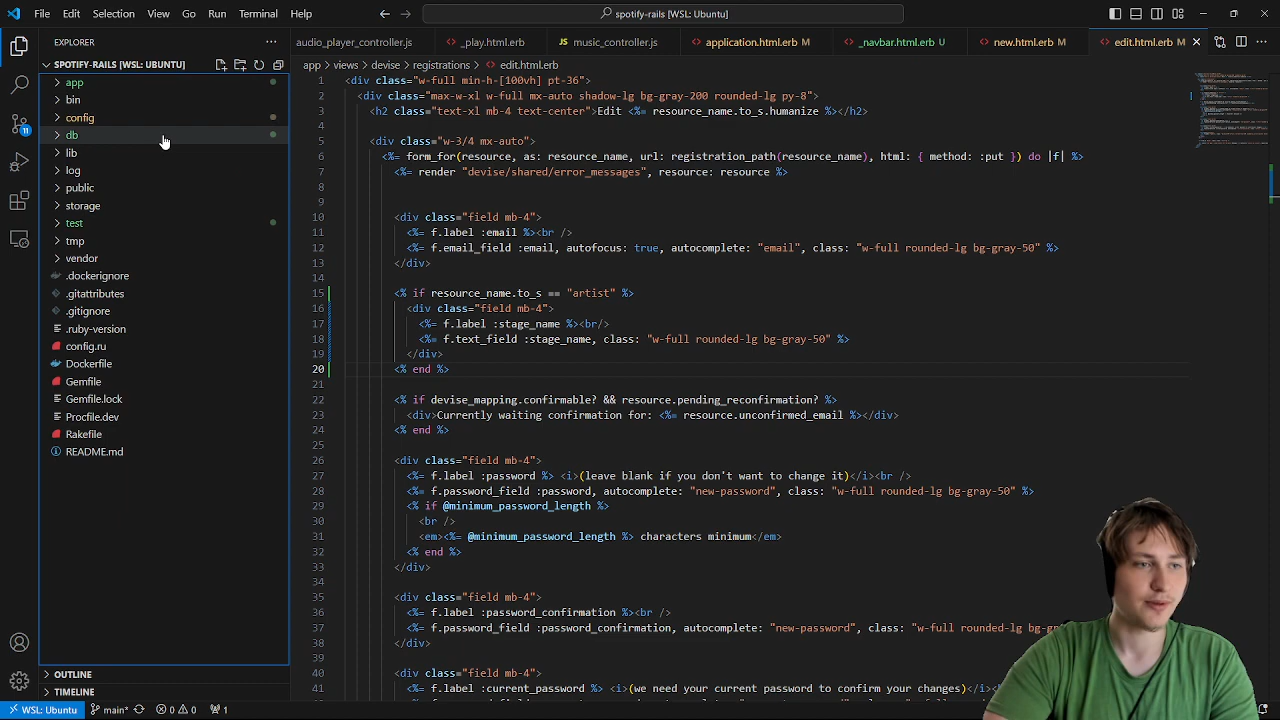 File Edit Selection View Go Run Terminal Help
spotify-rails [WSL: Ubuntu]
EXPLORER
audio_player_controller.js
_play.html.erb
JS music_controller.js
application.html.erb M
_navbar.html.erb U
new.html.erb M
edit.html.erb M
SPOTIFY-RAILS [WSL: UBUNTU]
app
bin
config
db
lib
log
public
storage
test
tmp
vendor
.dockerignore
.gitattributes
.gitignore
.ruby-version
config.ru
Dockerfile
Gemfile
Gemfile.lock
Procfile.dev
Rakefile
README.md
OUTLINE
TIMELINE
11
app > views > devise > registrations > edit.html.erb
1 <div class="w-full min-h-[100vh] pt-36">
2 <div class="max-w-xl w-full mx-auto shadow-lg bg-gray-200 rounded-lg py-8">
3 <h2 class="text-xl mb-4 text-center">Edit <%= resource_name.to_s.humanize %></h2>
4
5 <div class="w-3/4 mx-auto">
6 <%= form_for(resource, as: resource_name, url: registration_path(resource_name), html: { method: :put }) do |f| %>
7 <%= render "devise/shared/error_messages", resource: resource %>
8
9
10 <div class="field mb-4">
11 <%= f.label :email %><br />
12 <%= f.email_field :email, autofocus: true, autocomplete: "email", class: "w-full rounded-lg bg-gray-50" %>
13 </div>
14
15 <% if resource_name.to_s == "artist" %>
16 <div class="field mb-4">
17 <%= f.label :stage_name %><br/>
18 <%= f.text_field :stage_name, class: "w-full rounded-lg bg-gray-50" %>
19 </div>
20 <% end %>
21
22 <% if devise_mapping.confirmable? && resource.pending_reconfirmation? %>
23 <div>Currently waiting confirmation for: <%= resource.unconfirmed_email %></div>
24 <% end %>
25
26 <div class="field mb-4">
27 <%= f.label :password %> <i>(leave blank if you don't want to change it)</i><br />
28 <%= f.password_field :password, autocomplete: "new-password", class: "w-full rounded-lg bg-gray-50" %>
29 <% if @minimum_password_length %>
30 <br />
31 <em><%= @minimum_password_length %> characters minimum</em>
32 <% end %>
33 </div>
34
35 <div class="field mb-4">
36 <%= f.label :password_confirmation %><br />
37 <%= f.password_field :password_confirmation, autocomplete: "new-password", class: "w-full rounded-lg bg-gray-50
38 </div>
39
40 <div class="field mb-4">
41 <%= f.label :current_password %> <i>(we need your current password to confirm your changes)</i><b
WSL: Ubuntu main* 0 0 1